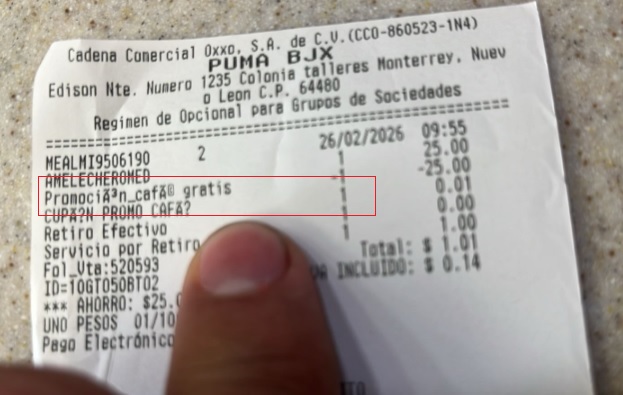 Cadena Comercial Oxxo, S.A. de C.V.(CCO-860523-1N4)
PUMA BJX
Edison Nte. Numero 1235 Colonia talleres Monterrey, Nuev
o Leon C.P. 64480
Regimen de Opcional para Grupos de Sociedades
MEALMI9506190 2 26/02/2026 09:55
AMELECHEROMED 1 25.00
PromociÃ³n_cafÃ© gratis -1 -25.00
CUPÃ?N PROMO CAFÃ? 1 0.01
Retiro Efectivo 1 0.00
Servicio por Retiro 1 1.00
Fol_Vta:520593 Total: $ 1.01
ID=10GT050BT02 INCLUIDO: $ 0.14
*** AHORRO: $25.0
UNO PESOS 01/10
Pago Electrónico